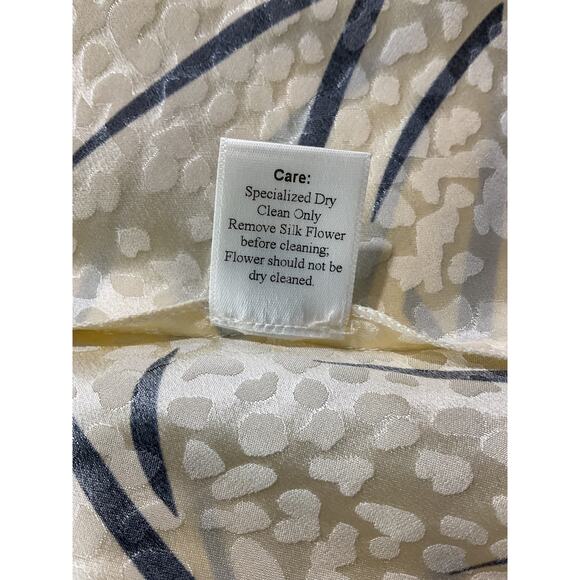 Care:
Specialized Dry
Clean Only
Remove Silk Flower
before cleaning;
Flower should not be
dry cleaned.